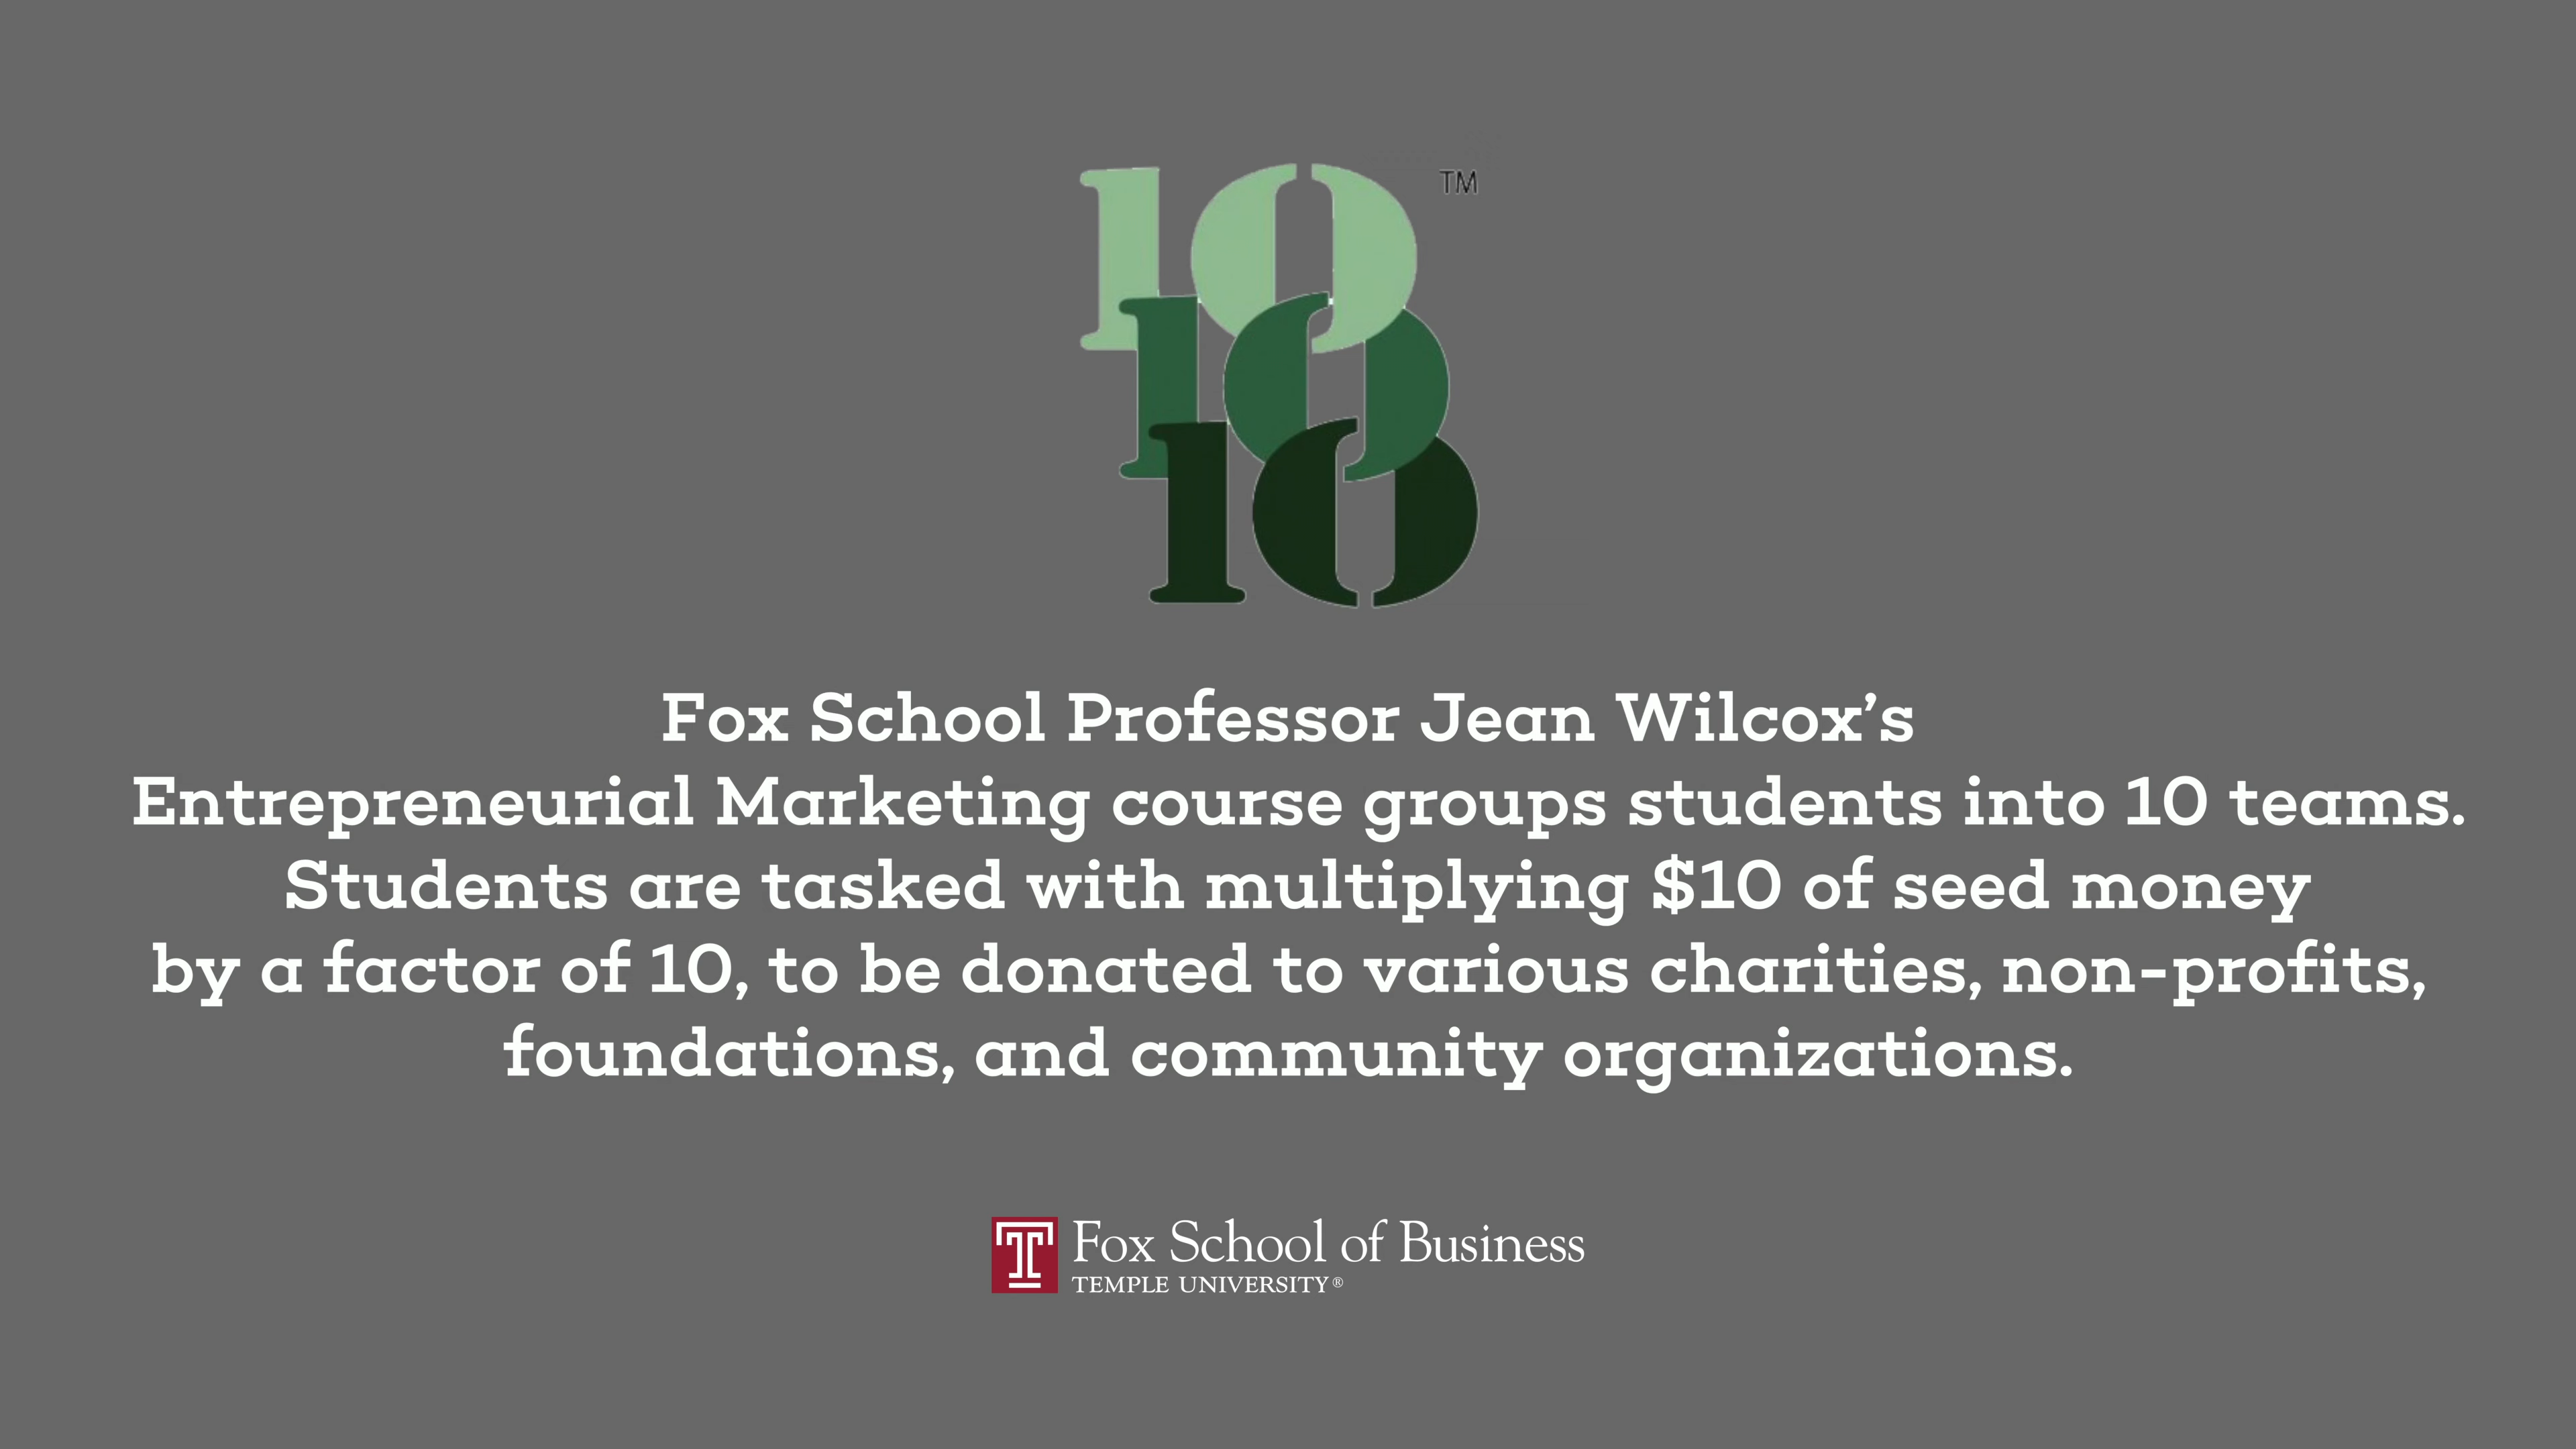 10 ™
10
10
Fox School Professor Jean Wilcox’s
Entrepreneurial Marketing course groups students into 10 teams.
Students are tasked with multiplying $10 of seed money
by a factor of 10, to be donated to various charities, non-profits,
foundations, and community organizations.
T Fox School of Business
TEMPLE UNIVERSITY®